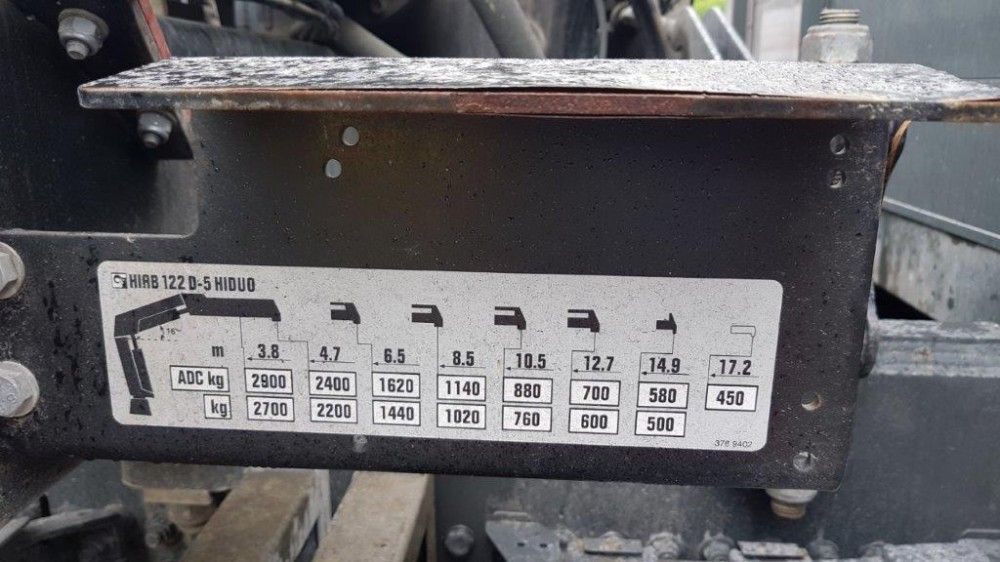 HIAB 122 D-5 HIDUO
16°
m 3.8 4.7 6.5 8.5 10.5 12.7 14.9 17.2
ADC kg 2900 2400 1620 1140 880 700 580 450
kg 2700 2200 1440 1020 760 600 500
378 9402